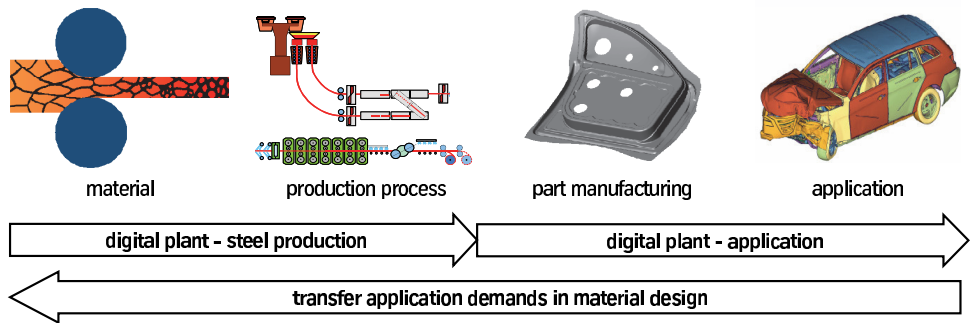 material
production process
part manufacturing
application
digital plant - steel production
digital plant - application
transfer application demands in material design